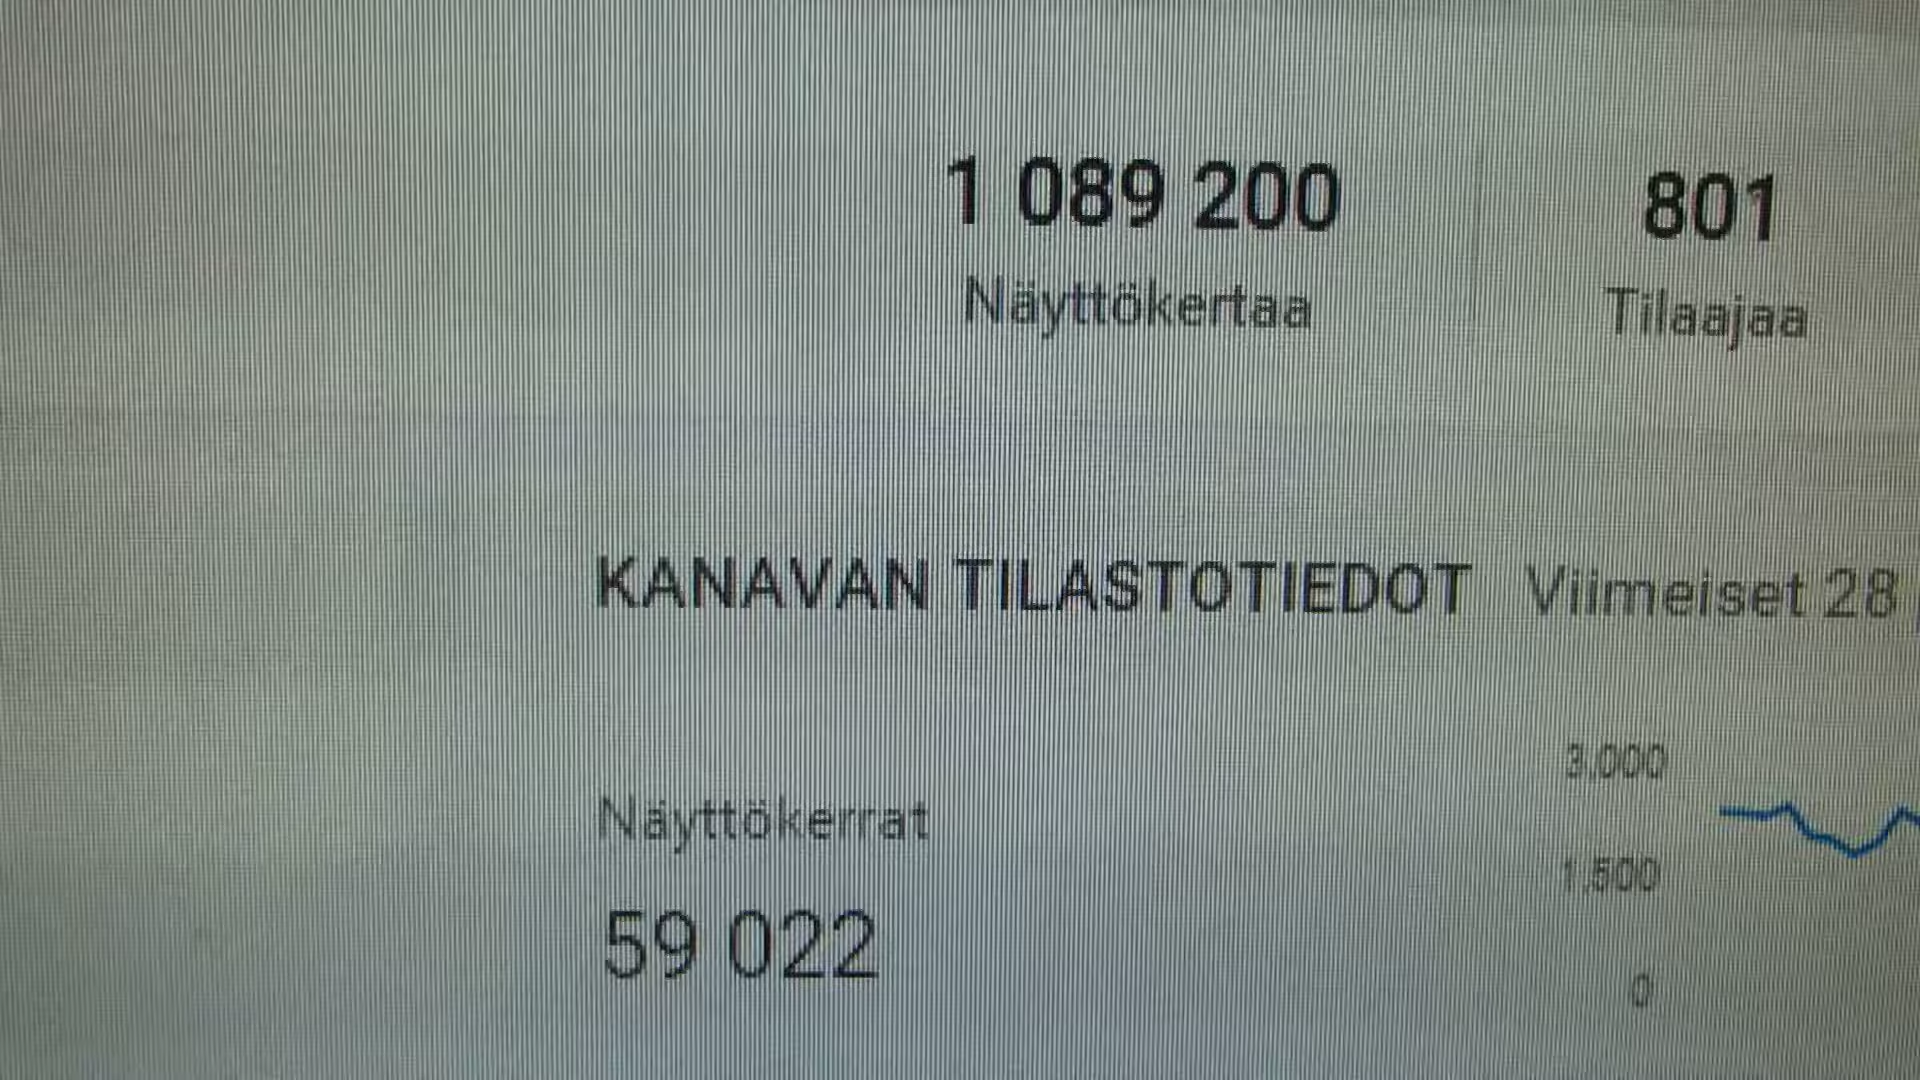 1 089 200
Näyttökertaa
801
Tilaajaa
KANAVAN TILASTOTIEDOT Viimeiset 28
Näyttökerrat
59 022
3,000
1,500
0